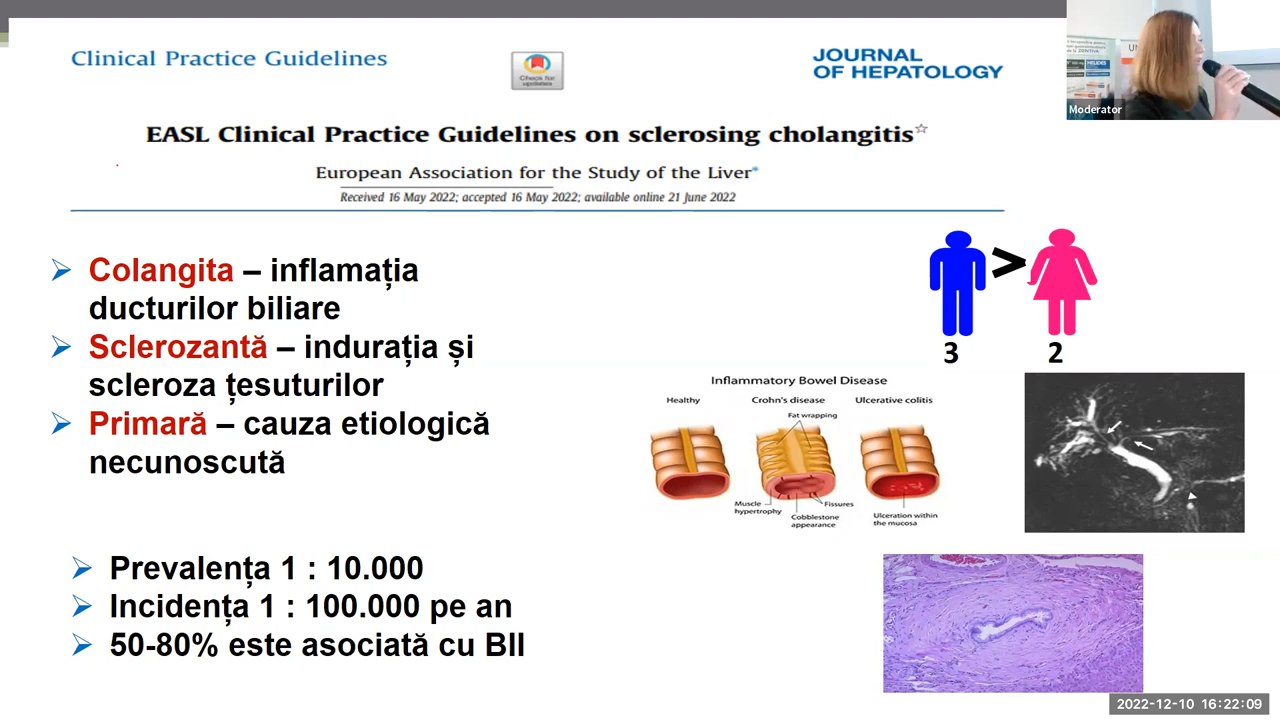 Clinical Practice Guidelines
Check for
updates
JOURNAL
OF HEPATOLOGY
Moderator
EASL Clinical Practice Guidelines on sclerosing cholangitis☆
European Association for the Study of the Liver*
Received 16 May 2022; accepted 16 May 2022; available online 21 June 2022
➢ Colangita – inflamația
ducturilor biliare
➢ Sclerozantă – indurația și
scleroza țesuturilor
➢ Primară – cauza etiologică
necunoscută
>
3
2
Inflammatory Bowel Disease
Healthy
Crohn's disease
Ulcerative colitis
Fat wrapping
Muscle
hypertrophy
Fissures
Cobblestone
appearance
Ulceration within
the mucosa
➢ Prevalența 1 : 10.000
➢ Incidența 1 : 100.000 pe an
➢ 50-80% este asociată cu BII
2022-12-10 16:22:09